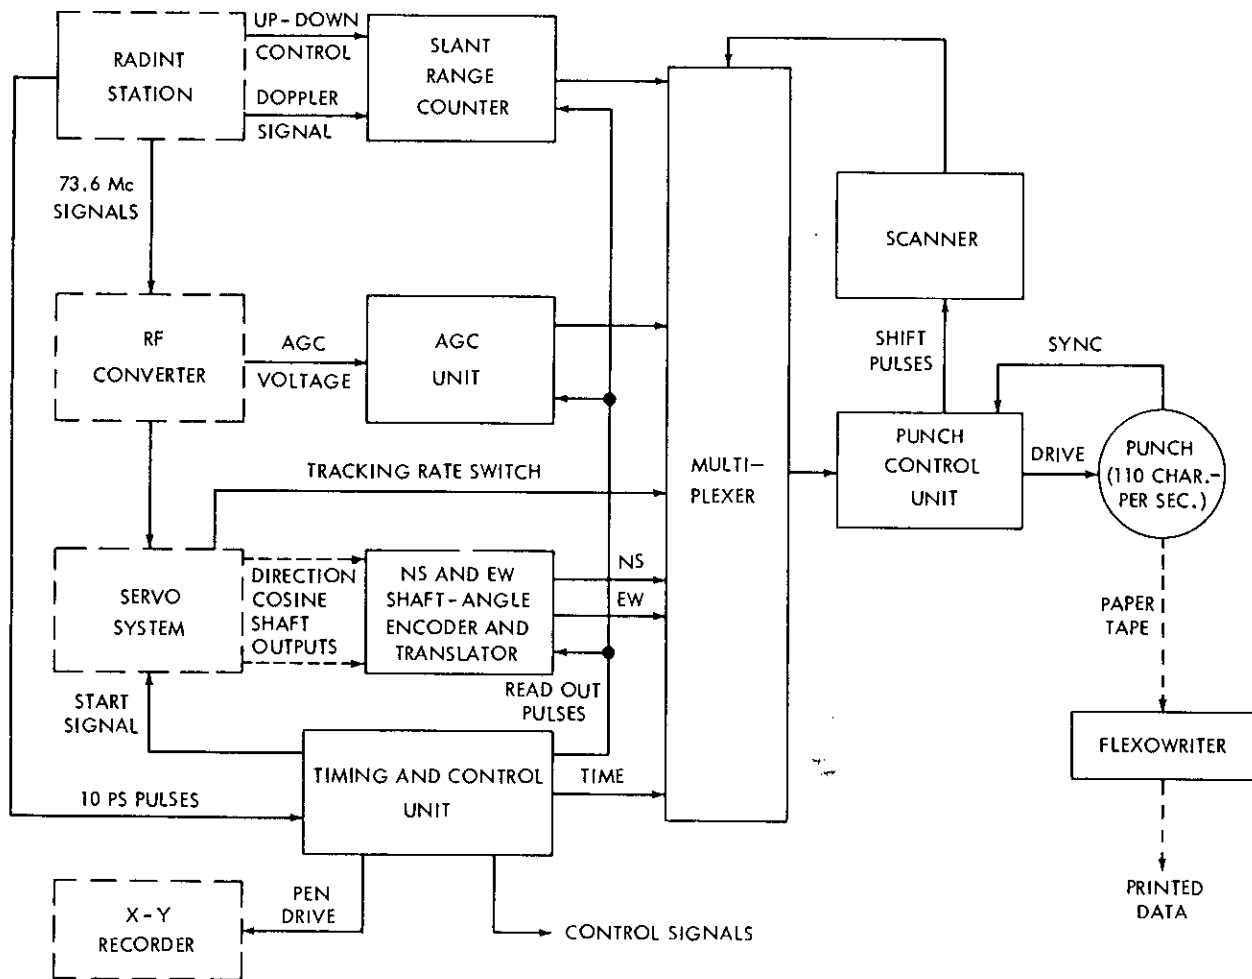 RADINT
STATION
UP-DOWN
CONTROL
DOPPLER
SIGNAL
SLANT
RANGE
COUNTER
73.6 Mc
SIGNALS
RF
CONVERTER
AGC
VOLTAGE
AGC
UNIT
TRACKING RATE SWITCH
SERVO
SYSTEM
DIRECTION
COSINE
SHAFT
OUTPUTS
NS AND EW
SHAFT-ANGLE
ENCODER AND
TRANSLATOR
NS
EW
START
SIGNAL
READ OUT
PULSES
TIMING AND CONTROL
UNIT
TIME
10 PS PULSES
PEN
DRIVE
X-Y
RECORDER
CONTROL SIGNALS
MULTI-
PLEXER
SCANNER
SHIFT
PULSES
SYNC
PUNCH
CONTROL
UNIT
DRIVE
PUNCH
(110 CHAR.-
PER SEC.)
PAPER
TAPE
FLEXOWRITER
PRINTED
DATA